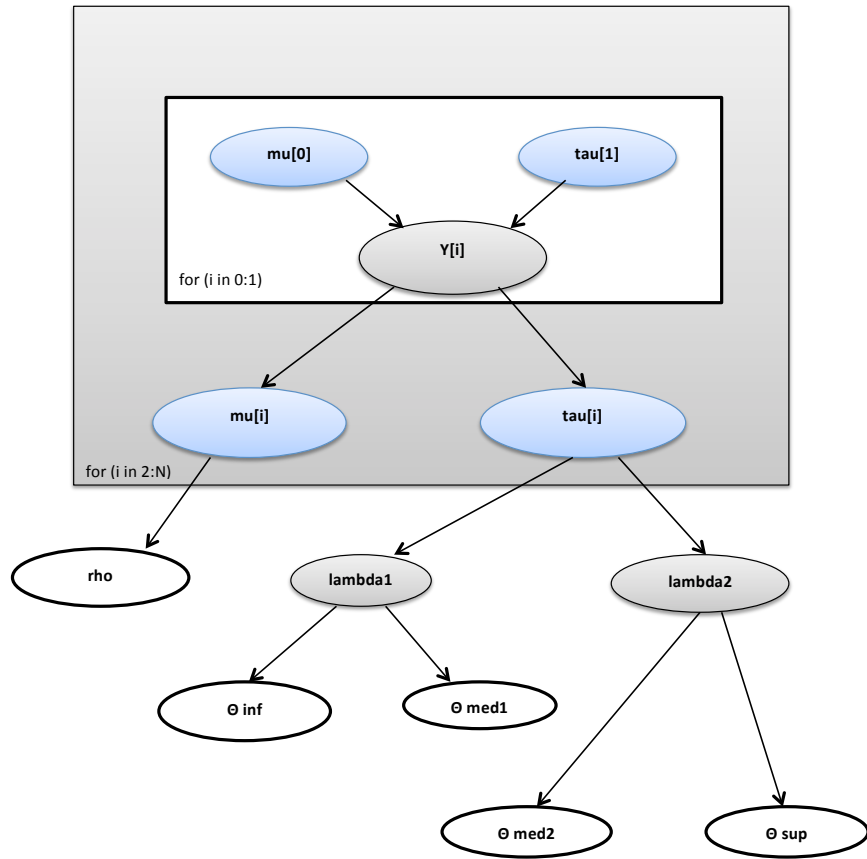 mu[0]
tau[1]
Y[i]
for (i in 0:1)
mu[i]
tau[i]
for (i in 2:N)
rho
lambda1
lambda2
Θ inf
Θ med1
Θ med2
Θ sup